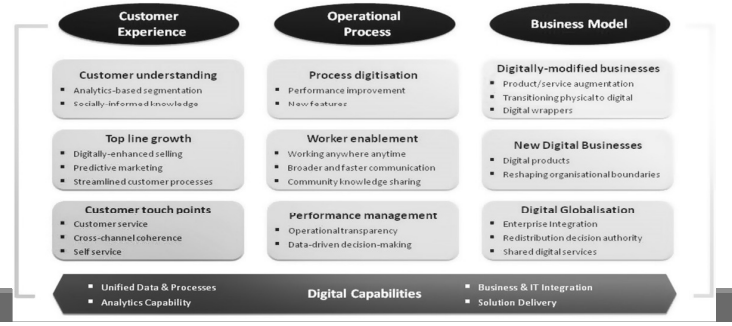 Customer
Experience
Operational
Process
Business Model
Customer understanding
▪ Analytics-based segmentation
▪ Socially-informed knowledge
Top line growth
▪ Digitally-enhanced selling
▪ Predictive marketing
▪ Streamlined customer processes
Customer touch points
▪ Customer service
▪ Cross-channel coherence
▪ Self service
Process digitisation
▪ Performance improvement
▪ New features
Worker enablement
▪ Working anywhere anytime
▪ Broader and faster communication
▪ Community knowledge sharing
Performance management
▪ Operational transparency
▪ Data-driven decision-making
Digitally-modified businesses
▪ Product/service augmentation
▪ Transitioning physical to digital
▪ Digital wrappers
New Digital Businesses
▪ Digital products
▪ Reshaping organisational boundaries
Digital Globalisation
▪ Enterprise Integration
▪ Redistribution decision authority
▪ Shared digital services
▪ Unified Data & Processes
▪ Analytics Capability
Digital Capabilities
▪ Business & IT Integration
▪ Solution Delivery